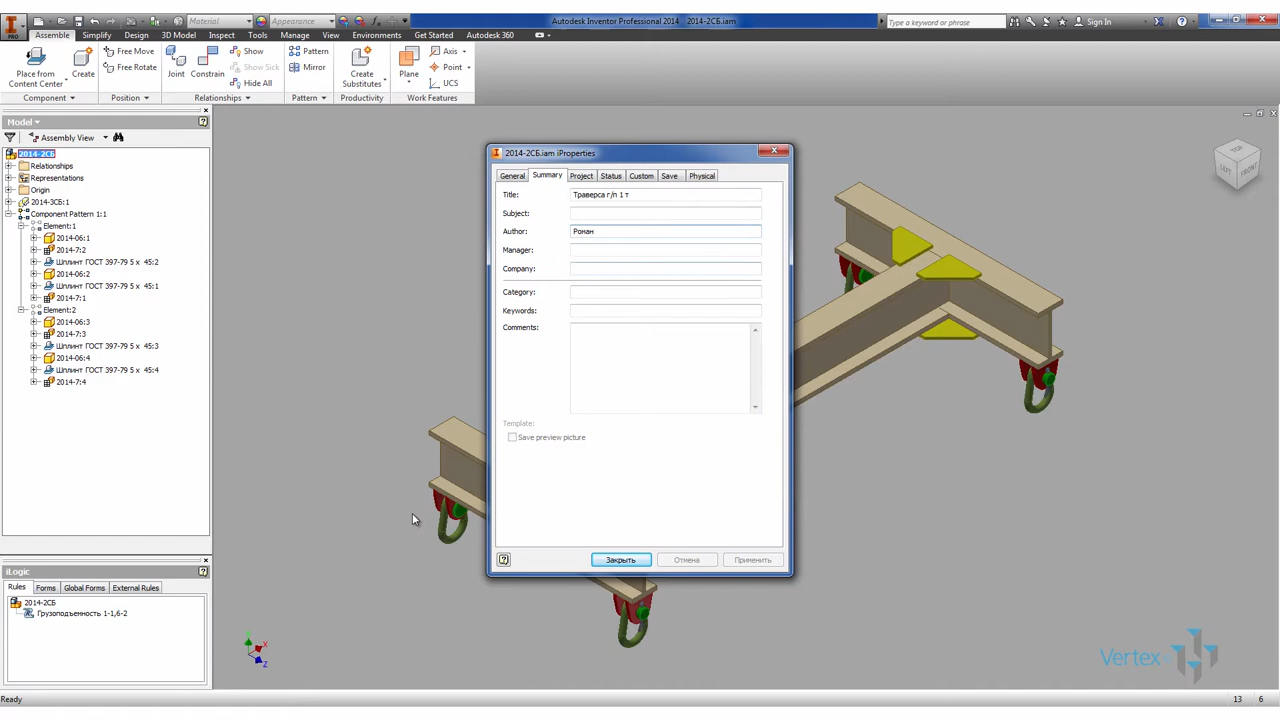 Material
Appearance
Autodesk Inventor Professional 2014 2014-2СБ.iam
Type a keyword or phrase
Sign In
PRO
Assemble Simplify Design 3D Model Inspect Tools Manage View Environments Get Started Autodesk 360
Place from Content Center
Create
Free Move
Free Rotate
Joint
Constrain
Show
Show Sick
Hide All
Pattern
Mirror
Create Substitutes
Plane
Axis
Point
UCS
Component Position Relationships Pattern Productivity Work Features
Model
Assembly View
2014-2СБ
Relationships
Representations
Origin
2014-3СБ:1
Component Pattern 1:1
Element:1
2014-06:1
2014-7:2
Шплинт ГОСТ 397-79 5 x 45:2
2014-06:2
Шплинт ГОСТ 397-79 5 x 45:1
2014-7:1
Element:2
2014-06:3
2014-7:3
Шплинт ГОСТ 397-79 5 x 45:3
2014-06:4
Шплинт ГОСТ 397-79 5 x 45:4
2014-7:4
iLogic
Rules Forms Global Forms External Rules
2014-2СБ
Грузоподъенность 1-1,6-2
2014-2СБ.iam iProperties
General Summary Project Status Custom Save Physical
Title: Траверса г/п 1 т
Subject:
Author: Роман
Manager:
Company:
Category:
Keywords:
Comments:
Template:
Save preview picture
Закрыть Отмена Применить
TOP
LEFT
FRONT
X
Z
Vertex
Ready 13 6